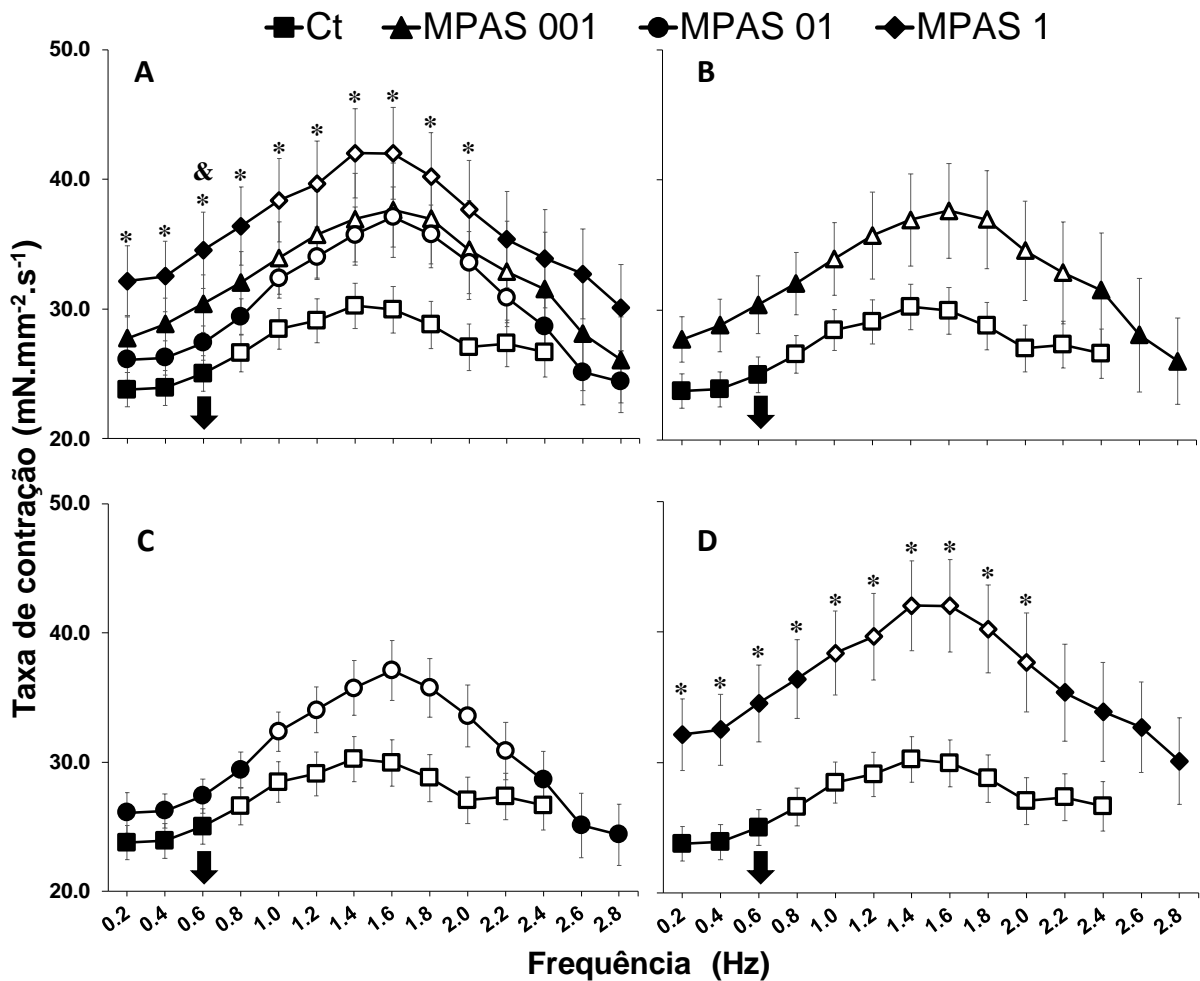 Ct MPAS 001 MPAS 01 MPAS 1
Taxa de contração (mN.mm⁻².s⁻¹)
50.0
40.0
30.0
20.0
A
* * * * * * * * * *
&
B
50.0
40.0
30.0
20.0
C
D
* * * * * * * * * *
0.2 0.4 0.6 0.8 1.0 1.2 1.4 1.6 1.8 2.0 2.2 2.4 2.6 2.8
0.2 0.4 0.6 0.8 1.0 1.2 1.4 1.6 1.8 2.0 2.2 2.4 2.6 2.8
Frequência (Hz)